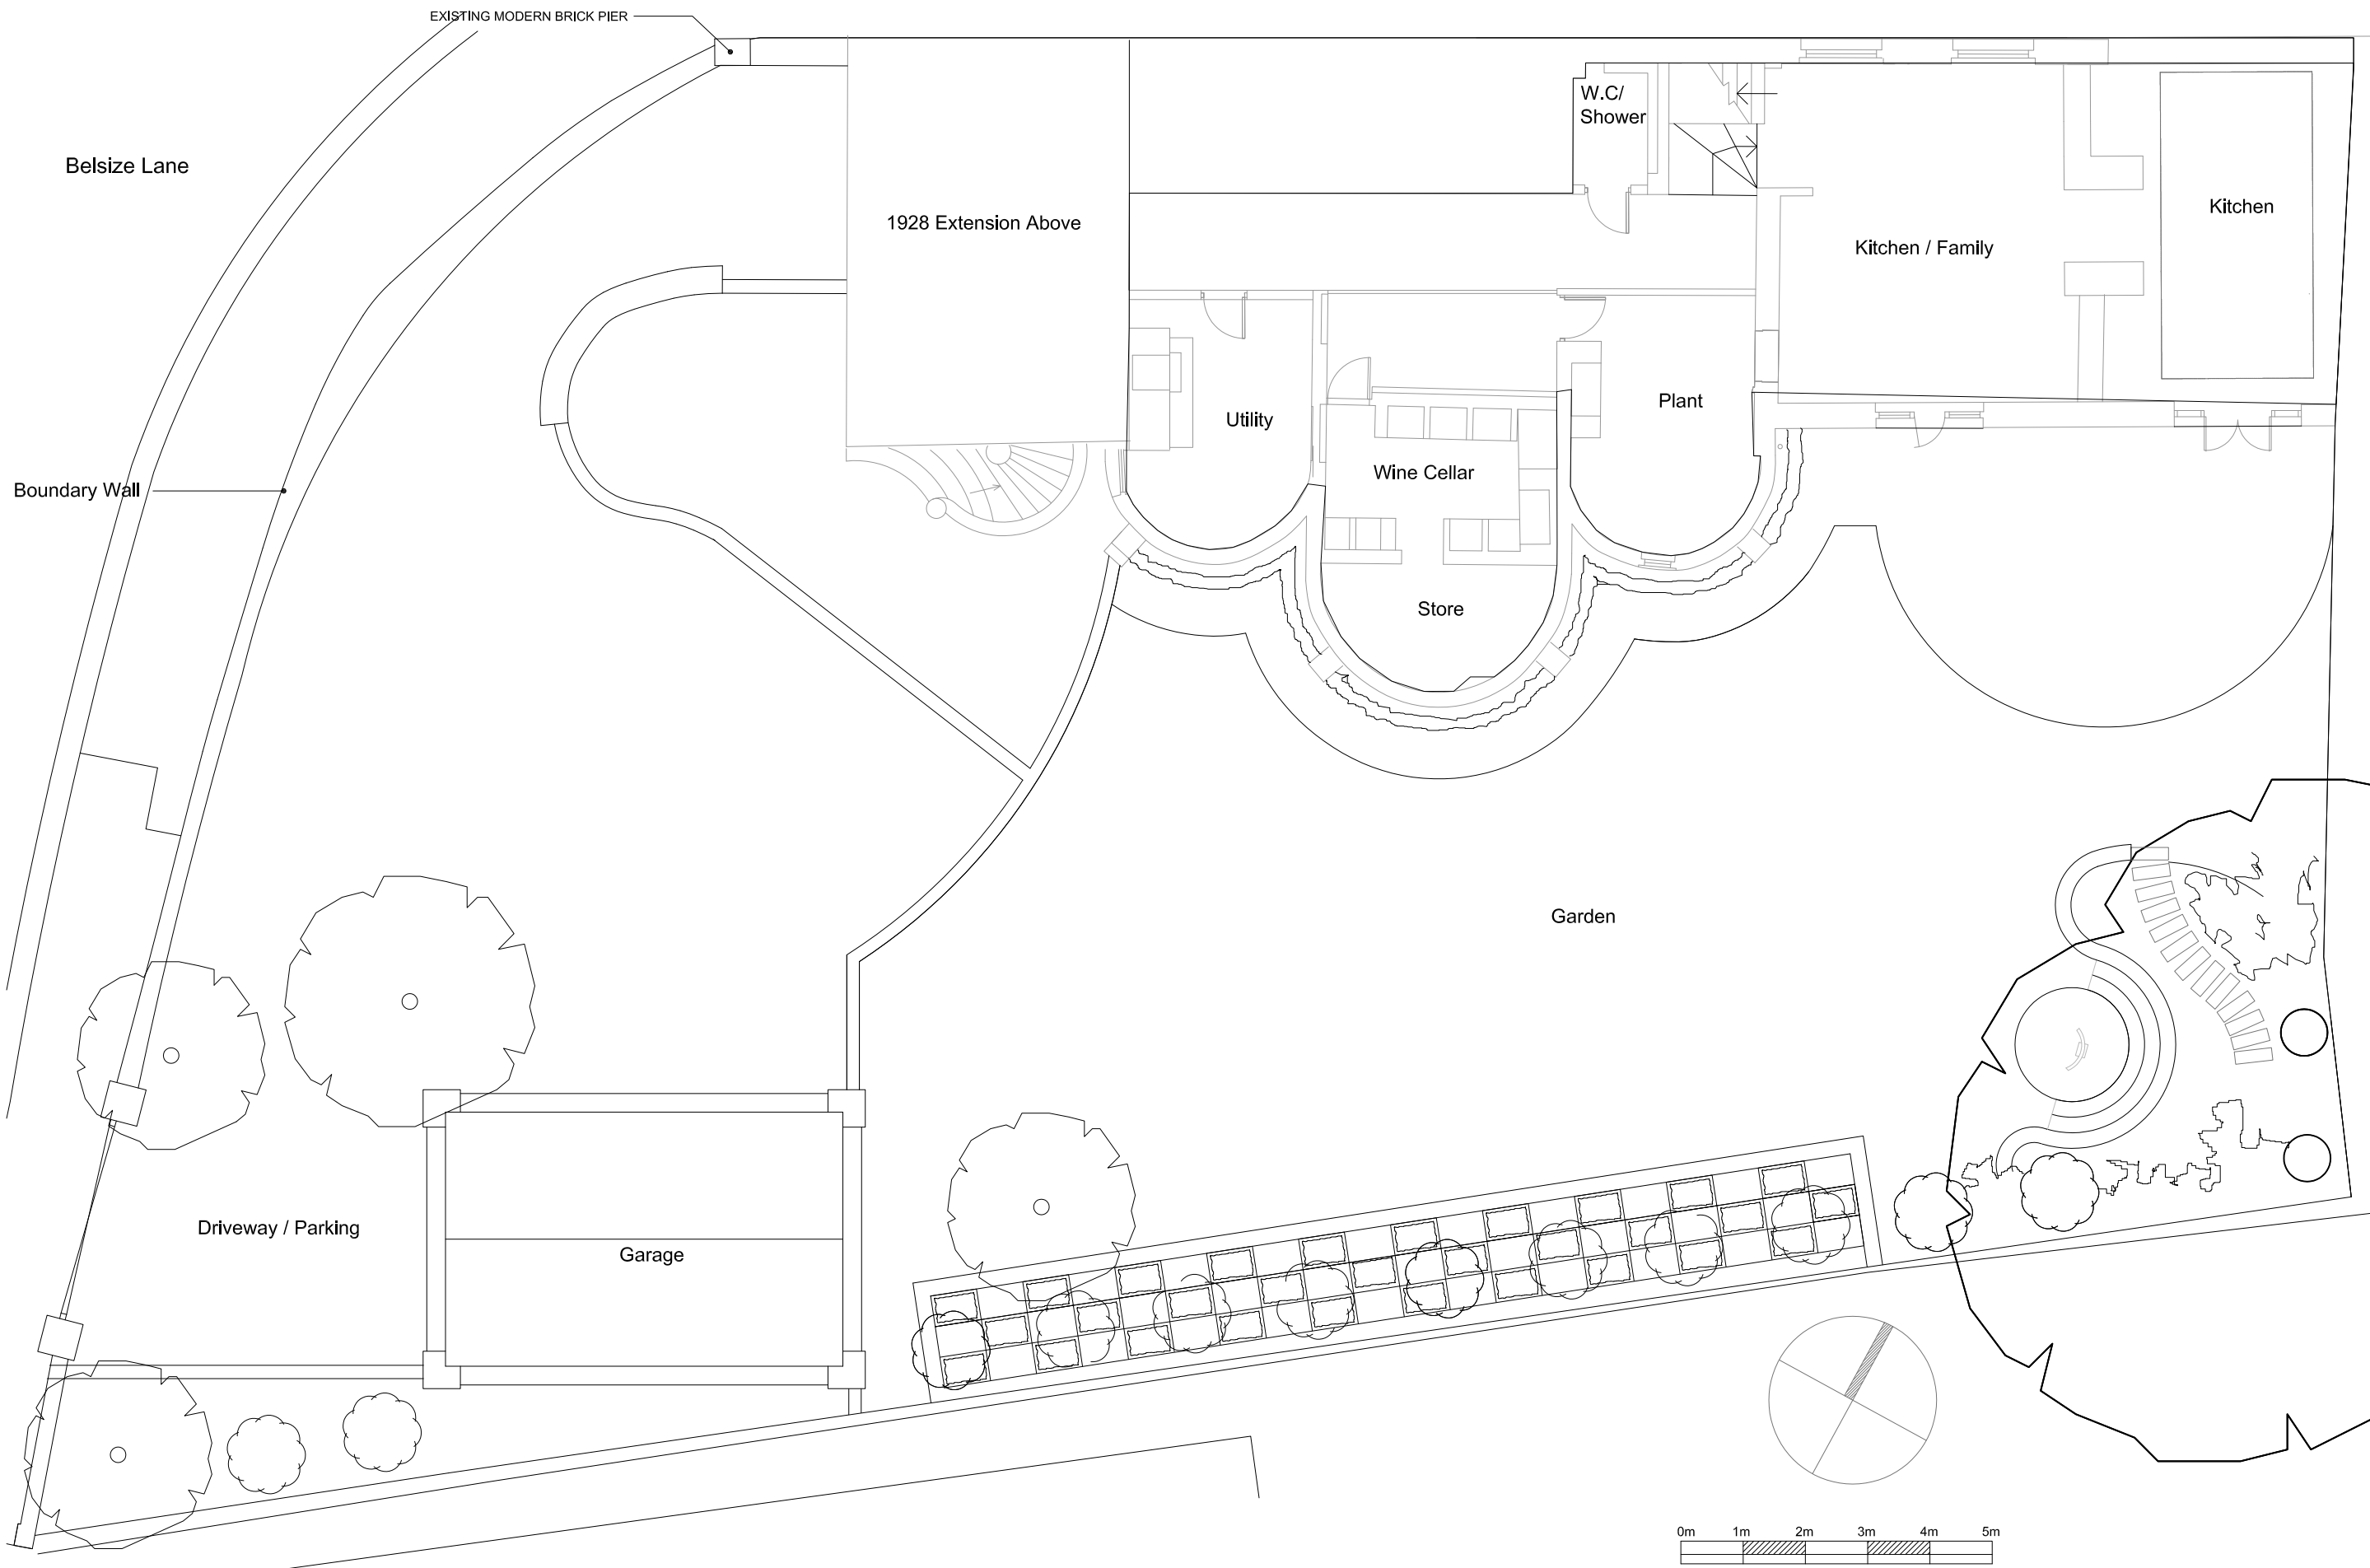 EXISTING MODERN BRICK PIER
Belsize Lane
W.C/
Shower
1928 Extension Above
Kitchen / Family
Kitchen
Utility
Plant
Wine Cellar
Boundary Wall
Store
Garden
Driveway / Parking
Garage
0m 1m 2m 3m 4m 5m